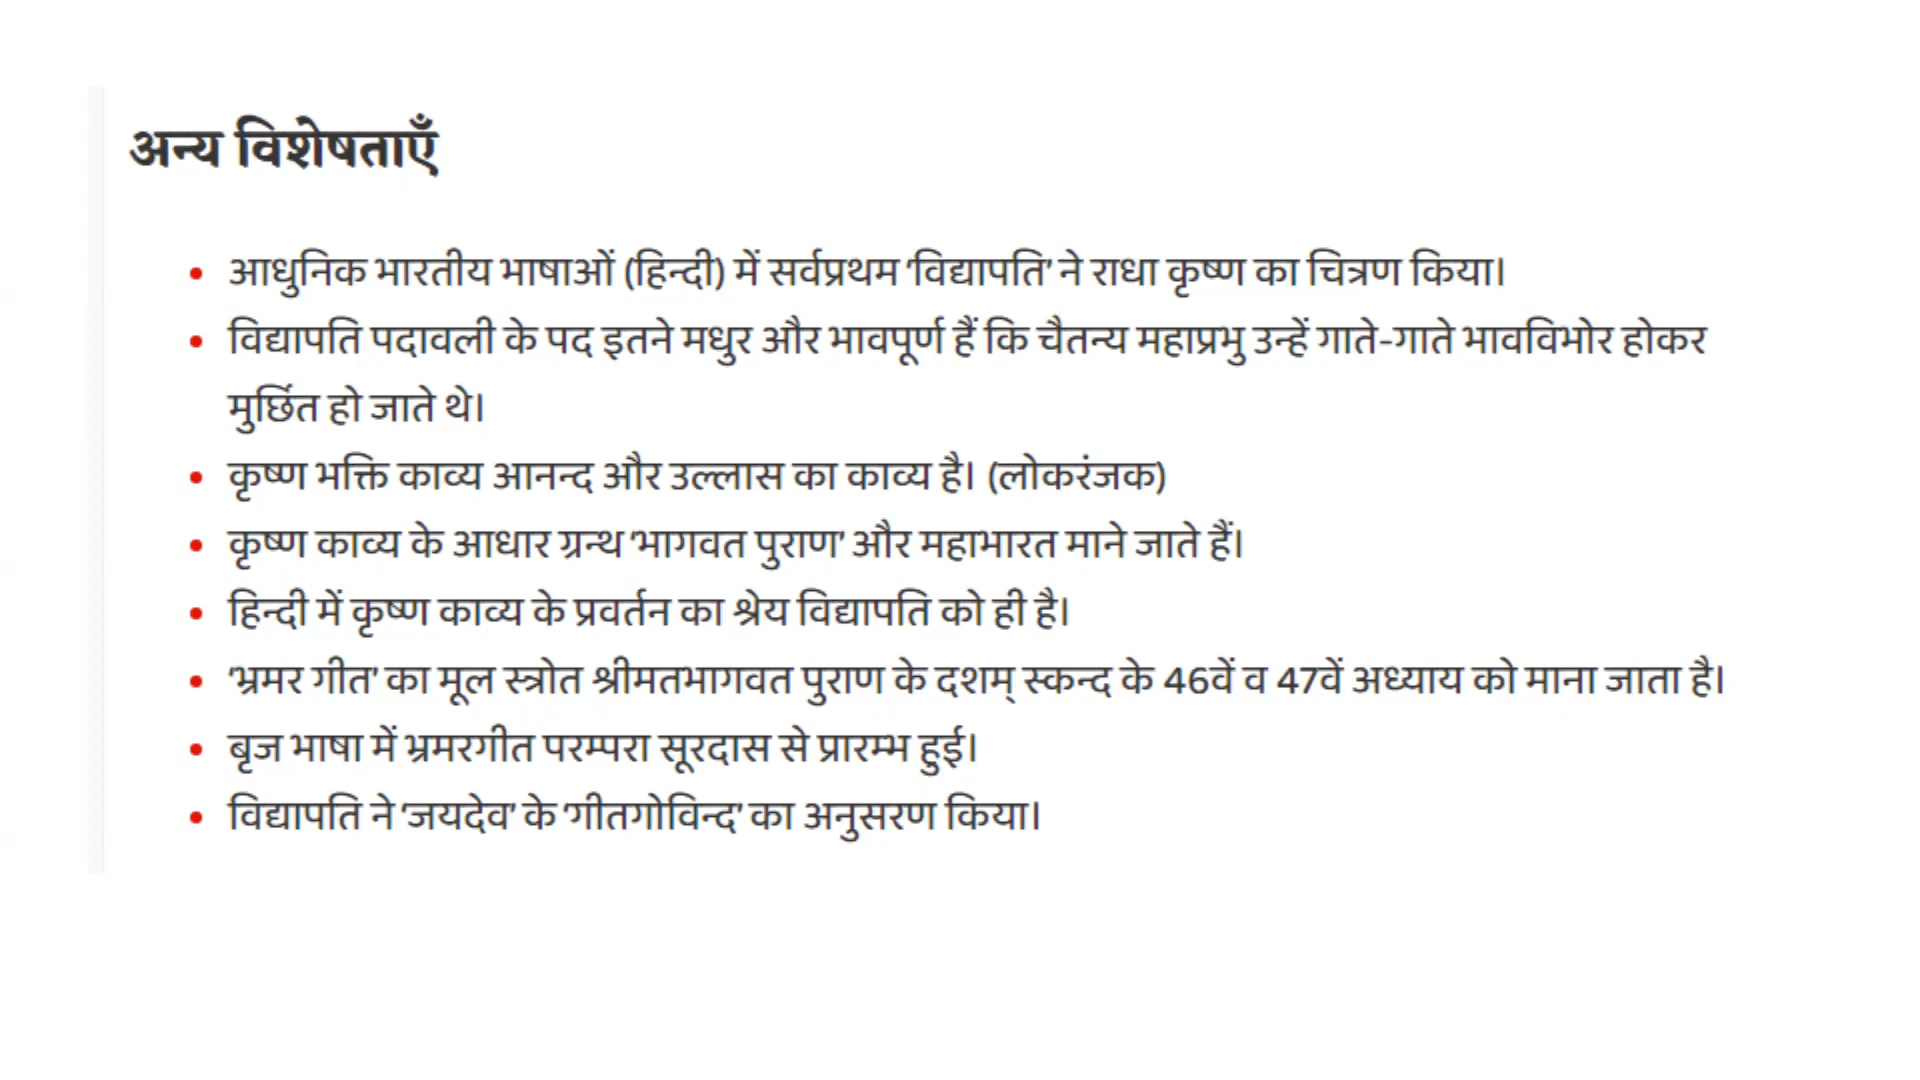 अन्य विशेषताएँ
• आधुनिक भारतीय भाषाओं (हिन्दी) में सर्वप्रथम ‘विद्यापति’ ने राधा कृष्ण का चित्रण किया।
• विद्यापति पदावली के पद इतने मधुर और भावपूर्ण हैं कि चैतन्य महाप्रभु उन्हें गाते-गाते भावविभोर होकर
मुर्छित हो जाते थे।
• कृष्ण भक्ति काव्य आनन्द और उल्लास का काव्य है। (लोकरंजक)
• कृष्ण काव्य के आधार ग्रन्थ ‘भागवत पुराण’ और महाभारत माने जाते हैं।
• हिन्दी में कृष्ण काव्य के प्रवर्तन का श्रेय विद्यापति को ही है।
• ‘भ्रमर गीत’ का मूल स्त्रोत श्रीमतभागवत पुराण के दशम् स्कन्द के 46वें व 47वें अध्याय को माना जाता है।
• बृज भाषा में भ्रमरगीत परम्परा सूरदास से प्रारम्भ हुई।
• विद्यापति ने ‘जयदेव’ के ‘गीतगोविन्द’ का अनुसरण किया।